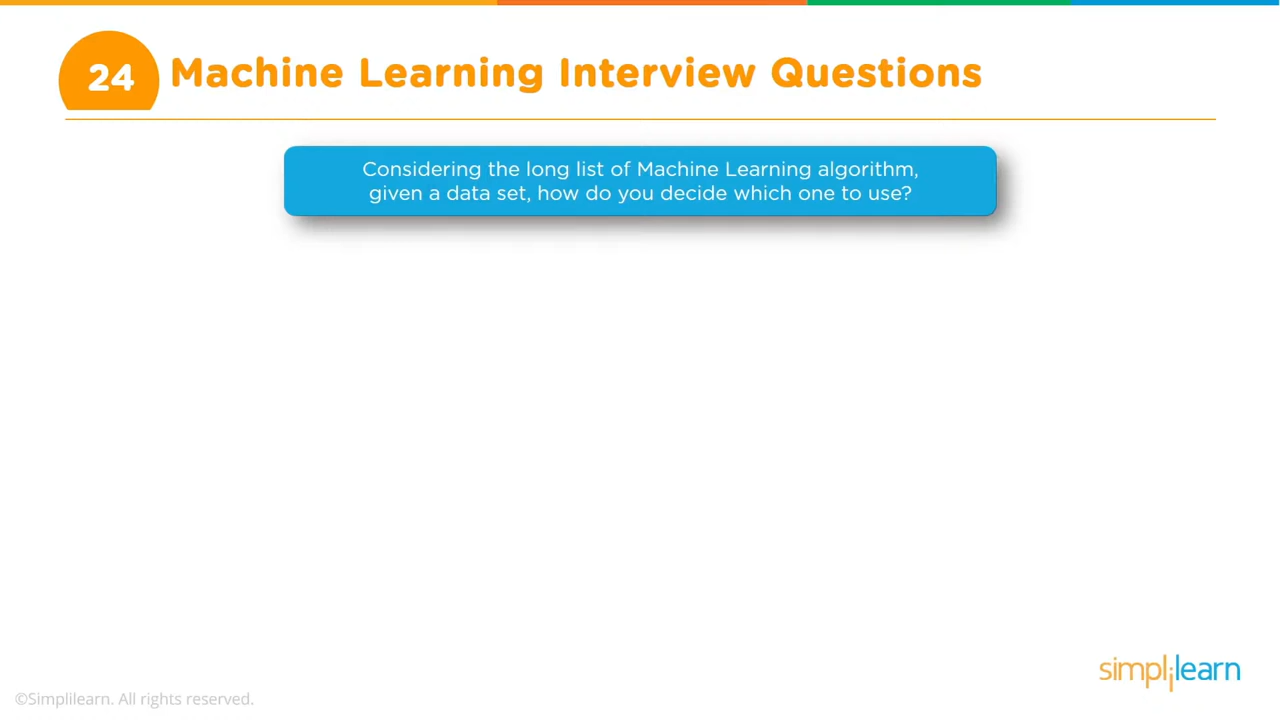 24
Machine Learning Interview Questions
Considering the long list of Machine Learning algorithm,
given a data set, how do you decide which one to use?
simplilearn
©Simplilearn. All rights reserved.